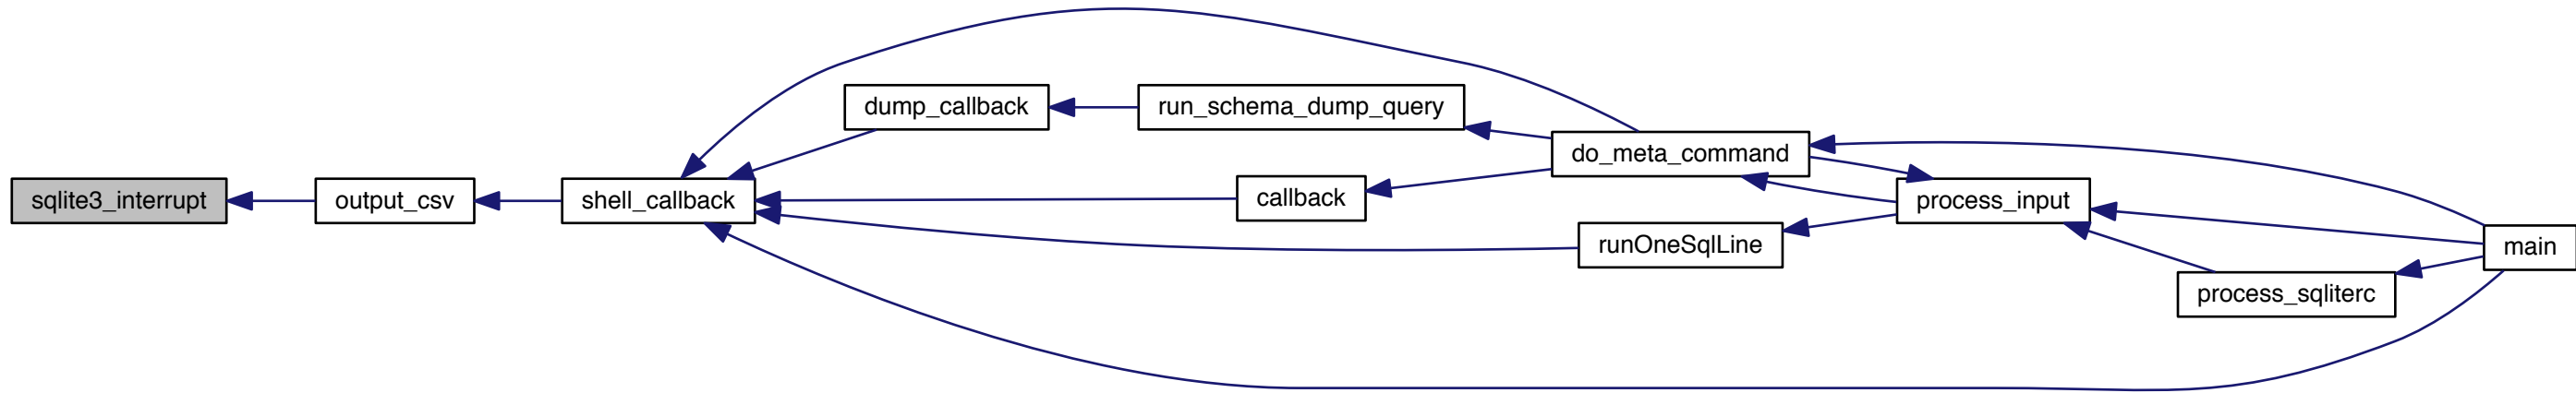 sqlite3_interrupt
output_csv
shell_callback
dump_callback
run_schema_dump_query
callback
do_meta_command
runOneSqlLine
process_input
process_sqliterc
main